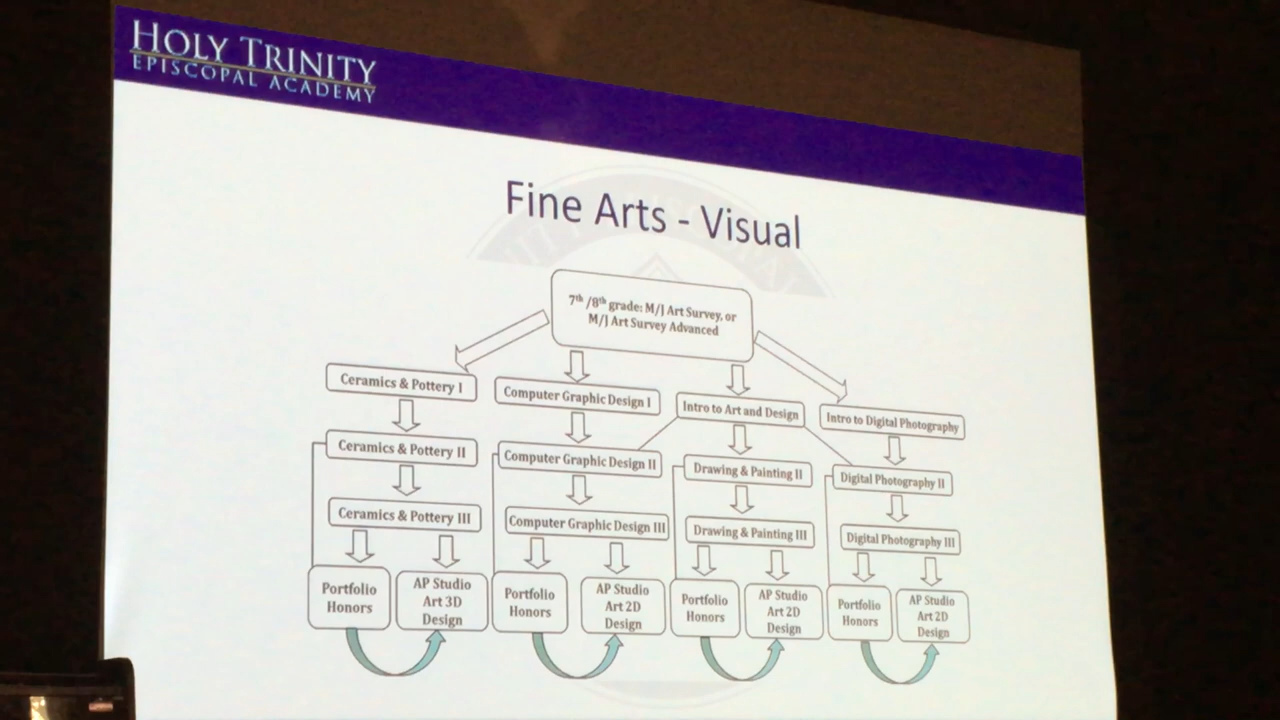 HOLY TRINITY
EPISCOPAL ACADEMY
Fine Arts - Visual
7th /8th grade: M/J Art Survey, or
M/J Art Survey Advanced
Ceramics & Pottery I
Computer Graphic Design I
Intro to Art and Design
Intro to Digital Photography
Ceramics & Pottery II
Computer Graphic Design II
Drawing & Painting II
Digital Photography II
Ceramics & Pottery III
Computer Graphic Design III
Drawing & Painting III
Digital Photography III
Portfolio
Honors
AP Studio
Art 3D
Design
Portfolio
Honors
AP Studio
Art 2D
Design
Portfolio
Honors
AP Studio
Art 2D
Design
Portfolio
Honors
AP Studio
Art 2D
Design